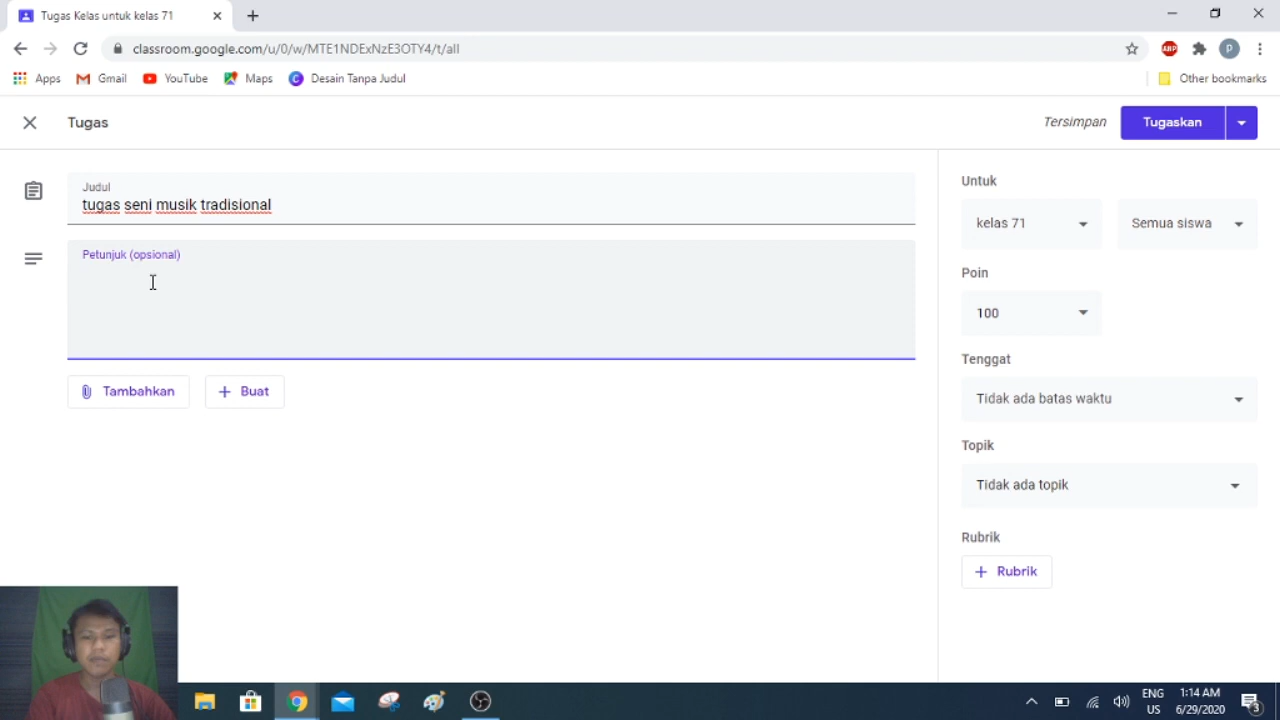 Tugas Kelas untuk kelas 71
classroom.google.com/u/0/w/MTE1NDExNzE3OTY4/t/all
ABP
p
Apps
Gmail
YouTube
Maps
C
Desain Tanpa Judul
Other bookmarks
Tugas
Tersimpan
Tugaskan
Judul
tugas seni musik tradisional
Petunjuk (opsional)
Tambahkan
Buat
Untuk
kelas 71
Semua siswa
Poin
100
Tenggat
Tidak ada batas waktu
Topik
Tidak ada topik
Rubrik
Rubrik
ENG
US
1:14 AM
6/29/2020
3